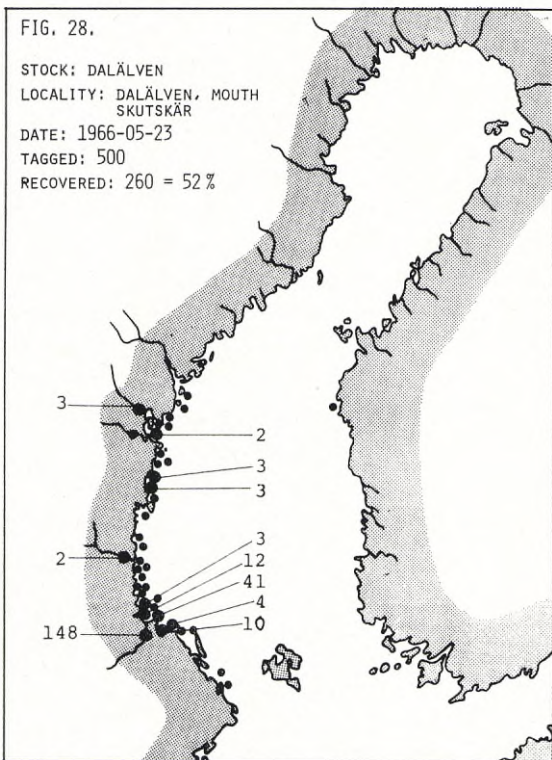 FIG. 28.
STOCK: DALÄLVEN
LOCALITY: DALÄLVEN, MOUTH
SKUTSKÄR
DATE: 1966-05-23
TAGGED: 500
RECOVERED: 260 = 52 %
3
2
3
3
2
3
12
41
4
10
148